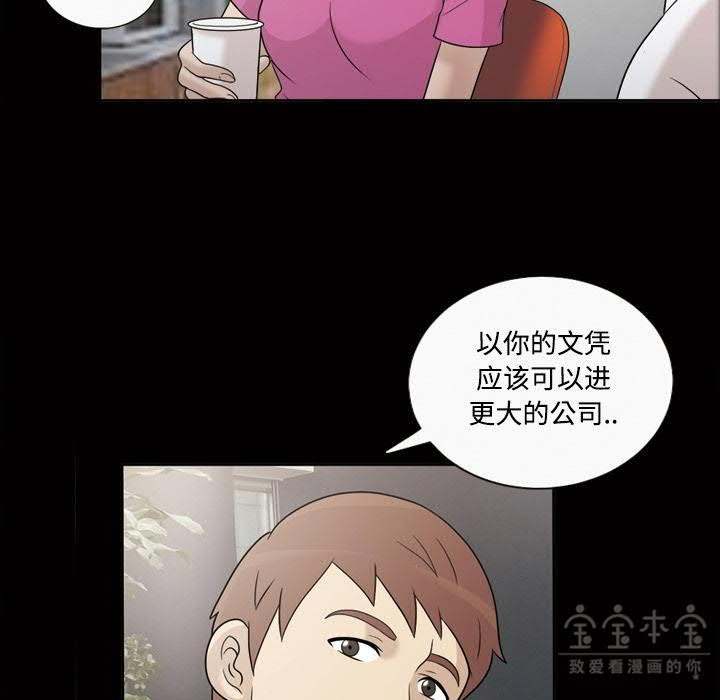 以你的文凭
应该可以进
更大的公司..
宝宝本宝
致爱看漫画的你